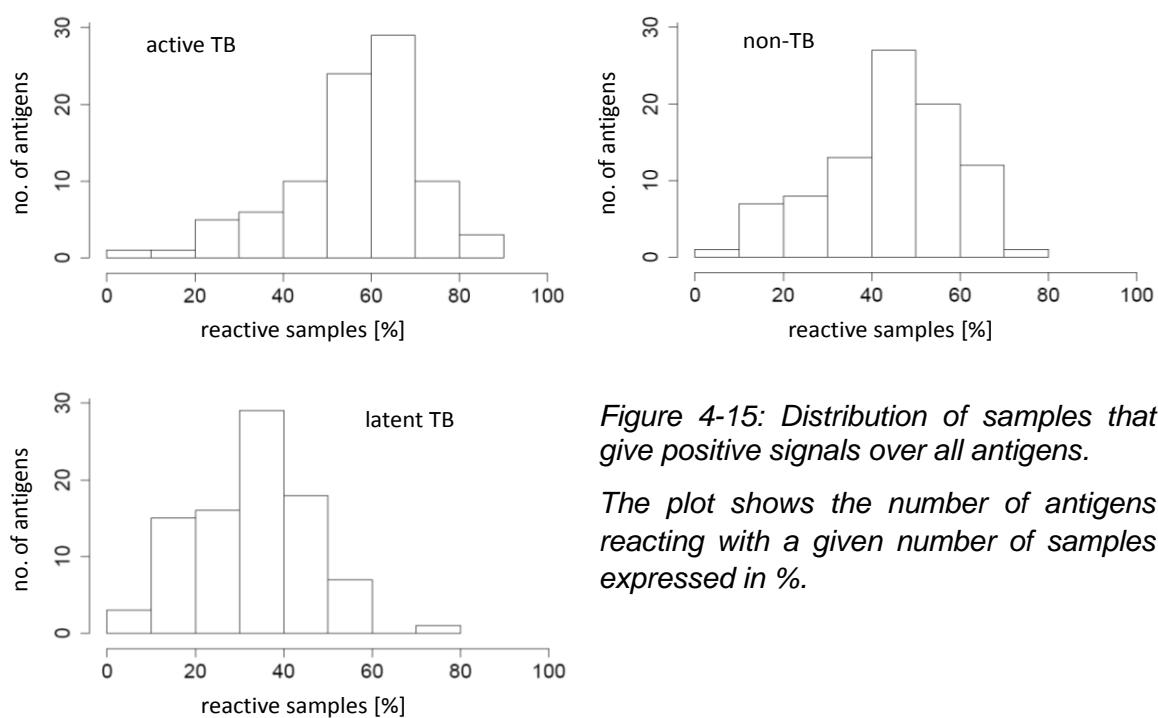 active TB
no. of antigens
0 10 20 30
0 20 40 60 80 100
reactive samples [%]
non-TB
no. of antigens
0 10 20 30
0 20 40 60 80 100
reactive samples [%]
latent TB
no. of antigens
0 10 20 30
0 20 40 60 80 100
reactive samples [%]
Figure 4-15: Distribution of samples that
give positive signals over all antigens.
The plot shows the number of antigens
reacting with a given number of samples
expressed in %.